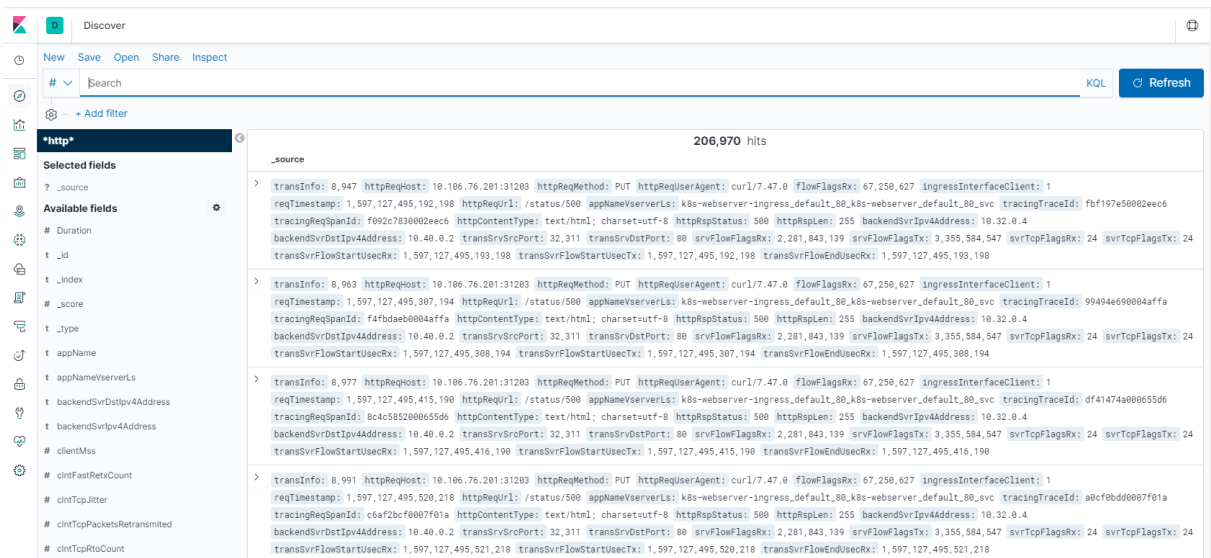 D Discover
New Save Open Share Inspect
# Search KQL Refresh
+ Add filter
*http*
Selected fields
? _source
Available fields
# Duration
t _id
t _index
# _score
t _type
t appName
t appNameVserverLs
t backendSvrDstIpv4Address
t backendSvrIpv4Address
# clientMss
# clntFastRetxCount
# clntTcpJitter
# clntTcpPacketsRetransmited
# clntTcpRtoCount
206,970 hits
_source
transInfo: 8,947 httpReqHost: 10.106.76.201:31203 httpReqMethod: PUT httpReqUserAgent: curl/7.47.0 flowFlagsRx: 67,250,627 ingressInterfaceClient: 1
reqTimestamp: 1,597,127,495,192,198 httpReqUrl: /status/500 appNameVserverLs: k8s-webserver-ingress_default_80_k8s-webserver_default_80_svc tracingTraceId: fbf197e50002eec6
tracingReqSpanId: f092c7830002eec6 httpContentType: text/html; charset=utf-8 httpRspStatus: 500 httpRspLen: 255 backendSvrIpv4Address: 10.32.0.4
backendSvrDstIpv4Address: 10.40.0.2 transSrvSrcPort: 32,311 transSrvDstPort: 80 srvFlowFlagsRx: 2,281,843,139 srvFlowFlagsTx: 3,355,584,547 svrTcpFlagsRx: 24 svrTcpFlagsTx: 24
transSvrFlowStartUsecRx: 1,597,127,495,193,198 transSvrFlowStartUsecTx: 1,597,127,495,192,198 transSvrFlowEndUsecRx: 1,597,127,495,193,198
transInfo: 8,963 httpReqHost: 10.106.76.201:31203 httpReqMethod: PUT httpReqUserAgent: curl/7.47.0 flowFlagsRx: 67,250,627 ingressInterfaceClient: 1
reqTimestamp: 1,597,127,495,307,194 httpReqUrl: /status/500 appNameVserverLs: k8s-webserver-ingress_default_80_k8s-webserver_default_80_svc tracingTraceId: 99494e690004affa
tracingReqSpanId: f4fbdaeb0004affa httpContentType: text/html; charset=utf-8 httpRspStatus: 500 httpRspLen: 255 backendSvrIpv4Address: 10.32.0.4
backendSvrDstIpv4Address: 10.40.0.2 transSrvSrcPort: 32,311 transSrvDstPort: 80 srvFlowFlagsRx: 2,281,843,139 srvFlowFlagsTx: 3,355,584,547 svrTcpFlagsRx: 24 svrTcpFlagsTx: 24
transSvrFlowStartUsecRx: 1,597,127,495,308,194 transSvrFlowStartUsecTx: 1,597,127,495,307,194 transSvrFlowEndUsecRx: 1,597,127,495,308,194
transInfo: 8,977 httpReqHost: 10.106.76.201:31203 httpReqMethod: PUT httpReqUserAgent: curl/7.47.0 flowFlagsRx: 67,250,627 ingressInterfaceClient: 1
reqTimestamp: 1,597,127,495,415,190 httpReqUrl: /status/500 appNameVserverLs: k8s-webserver-ingress_default_80_k8s-webserver_default_80_svc tracingTraceId: df41474a000655d6
tracingReqSpanId: 8c4c5852000655d6 httpContentType: text/html; charset=utf-8 httpRspStatus: 500 httpRspLen: 255 backendSvrIpv4Address: 10.32.0.4
backendSvrDstIpv4Address: 10.40.0.2 transSrvSrcPort: 32,311 transSrvDstPort: 80 srvFlowFlagsRx: 2,281,843,139 srvFlowFlagsTx: 3,355,584,547 svrTcpFlagsRx: 24 svrTcpFlagsTx: 24
transSvrFlowStartUsecRx: 1,597,127,495,416,190 transSvrFlowStartUsecTx: 1,597,127,495,415,190 transSvrFlowEndUsecRx: 1,597,127,495,416,190
transInfo: 8,991 httpReqHost: 10.106.76.201:31203 httpReqMethod: PUT httpReqUserAgent: curl/7.47.0 flowFlagsRx: 67,250,627 ingressInterfaceClient: 1
reqTimestamp: 1,597,127,495,520,218 httpReqUrl: /status/500 appNameVserverLs: k8s-webserver-ingress_default_80_k8s-webserver_default_80_svc tracingTraceId: a0cf0bdd0007f01a
tracingReqSpanId: c6af2bcf0007f01a httpContentType: text/html; charset=utf-8 httpRspStatus: 500 httpRspLen: 255 backendSvrIpv4Address: 10.32.0.4
backendSvrDstIpv4Address: 10.40.0.2 transSrvSrcPort: 32,311 transSrvDstPort: 80 srvFlowFlagsRx: 2,281,843,139 srvFlowFlagsTx: 3,355,584,547 svrTcpFlagsRx: 24 svrTcpFlagsTx: 24
transSvrFlowStartUsecRx: 1,597,127,495,521,218 transSvrFlowStartUsecTx: 1,597,127,495,520,218 transSvrFlowEndUsecRx: 1,597,127,495,521,218